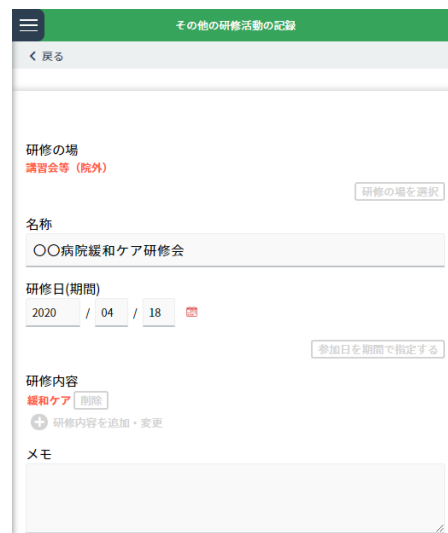 その他の研修活動の記録
戻る
研修の場
講習会等（院外）
研修の場を選択
名称
〇〇病院緩和ケア研修会
研修日(期間)
2020 / 04 / 18
参加日を期間で指定する
研修内容
緩和ケア 削除
研修内容を追加・変更
メモ